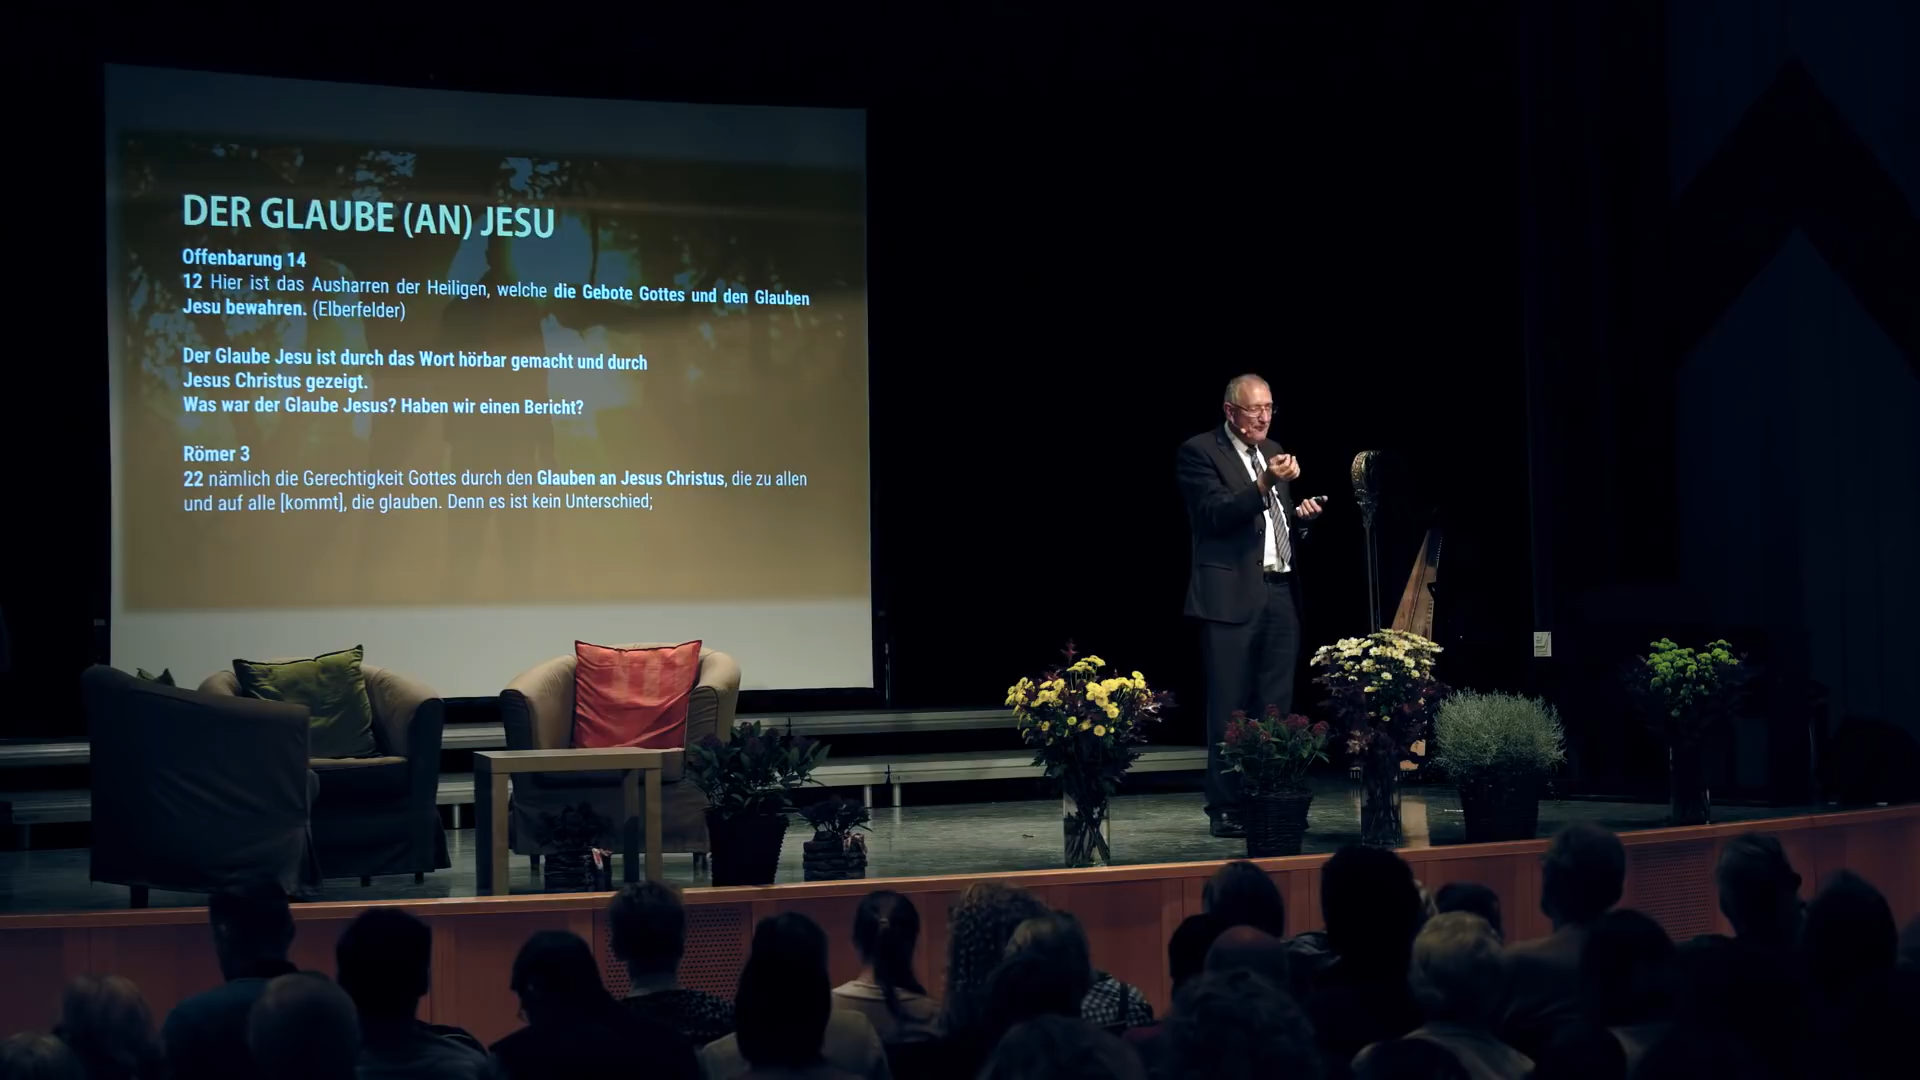 DER GLAUBE (AN) JESU
Offenbarung 14
12 Hier ist das Ausharren der Heiligen, welche die Gebote Gottes und den Glauben
Jesu bewahren. (Elberfelder)
Der Glaube Jesu ist durch das Wort hörbar gemacht und durch
Jesus Christus gezeigt.
Was war der Glaube Jesus? Haben wir einen Bericht?
Römer 3
22 nämlich die Gerechtigkeit Gottes durch den Glauben an Jesus Christus, die zu allen
und auf alle [kommt], die glauben. Denn es ist kein Unterschied;